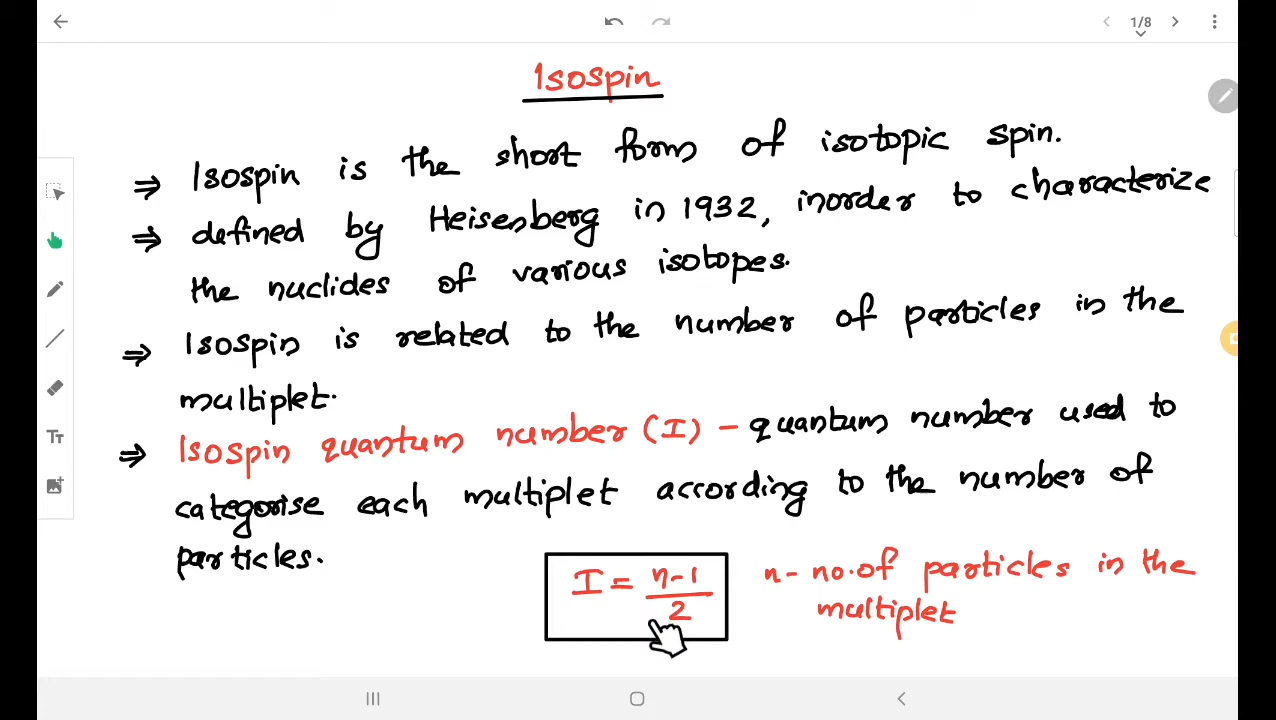 1/8
Isospin
⇒ Isospin is the short form of isotopic spin.
⇒ defined by Heisenberg in 1932, inorder to characterize
the nuclides of various isotopes.
⇒ Isospin is related to the number of particles in the
multiplet.
⇒ Isospin quantum number (I) - quantum number used to
categorise each multiplet according to the number of
particles.
I = n-1/2 n - no. of particles in the
multiplet
Tт